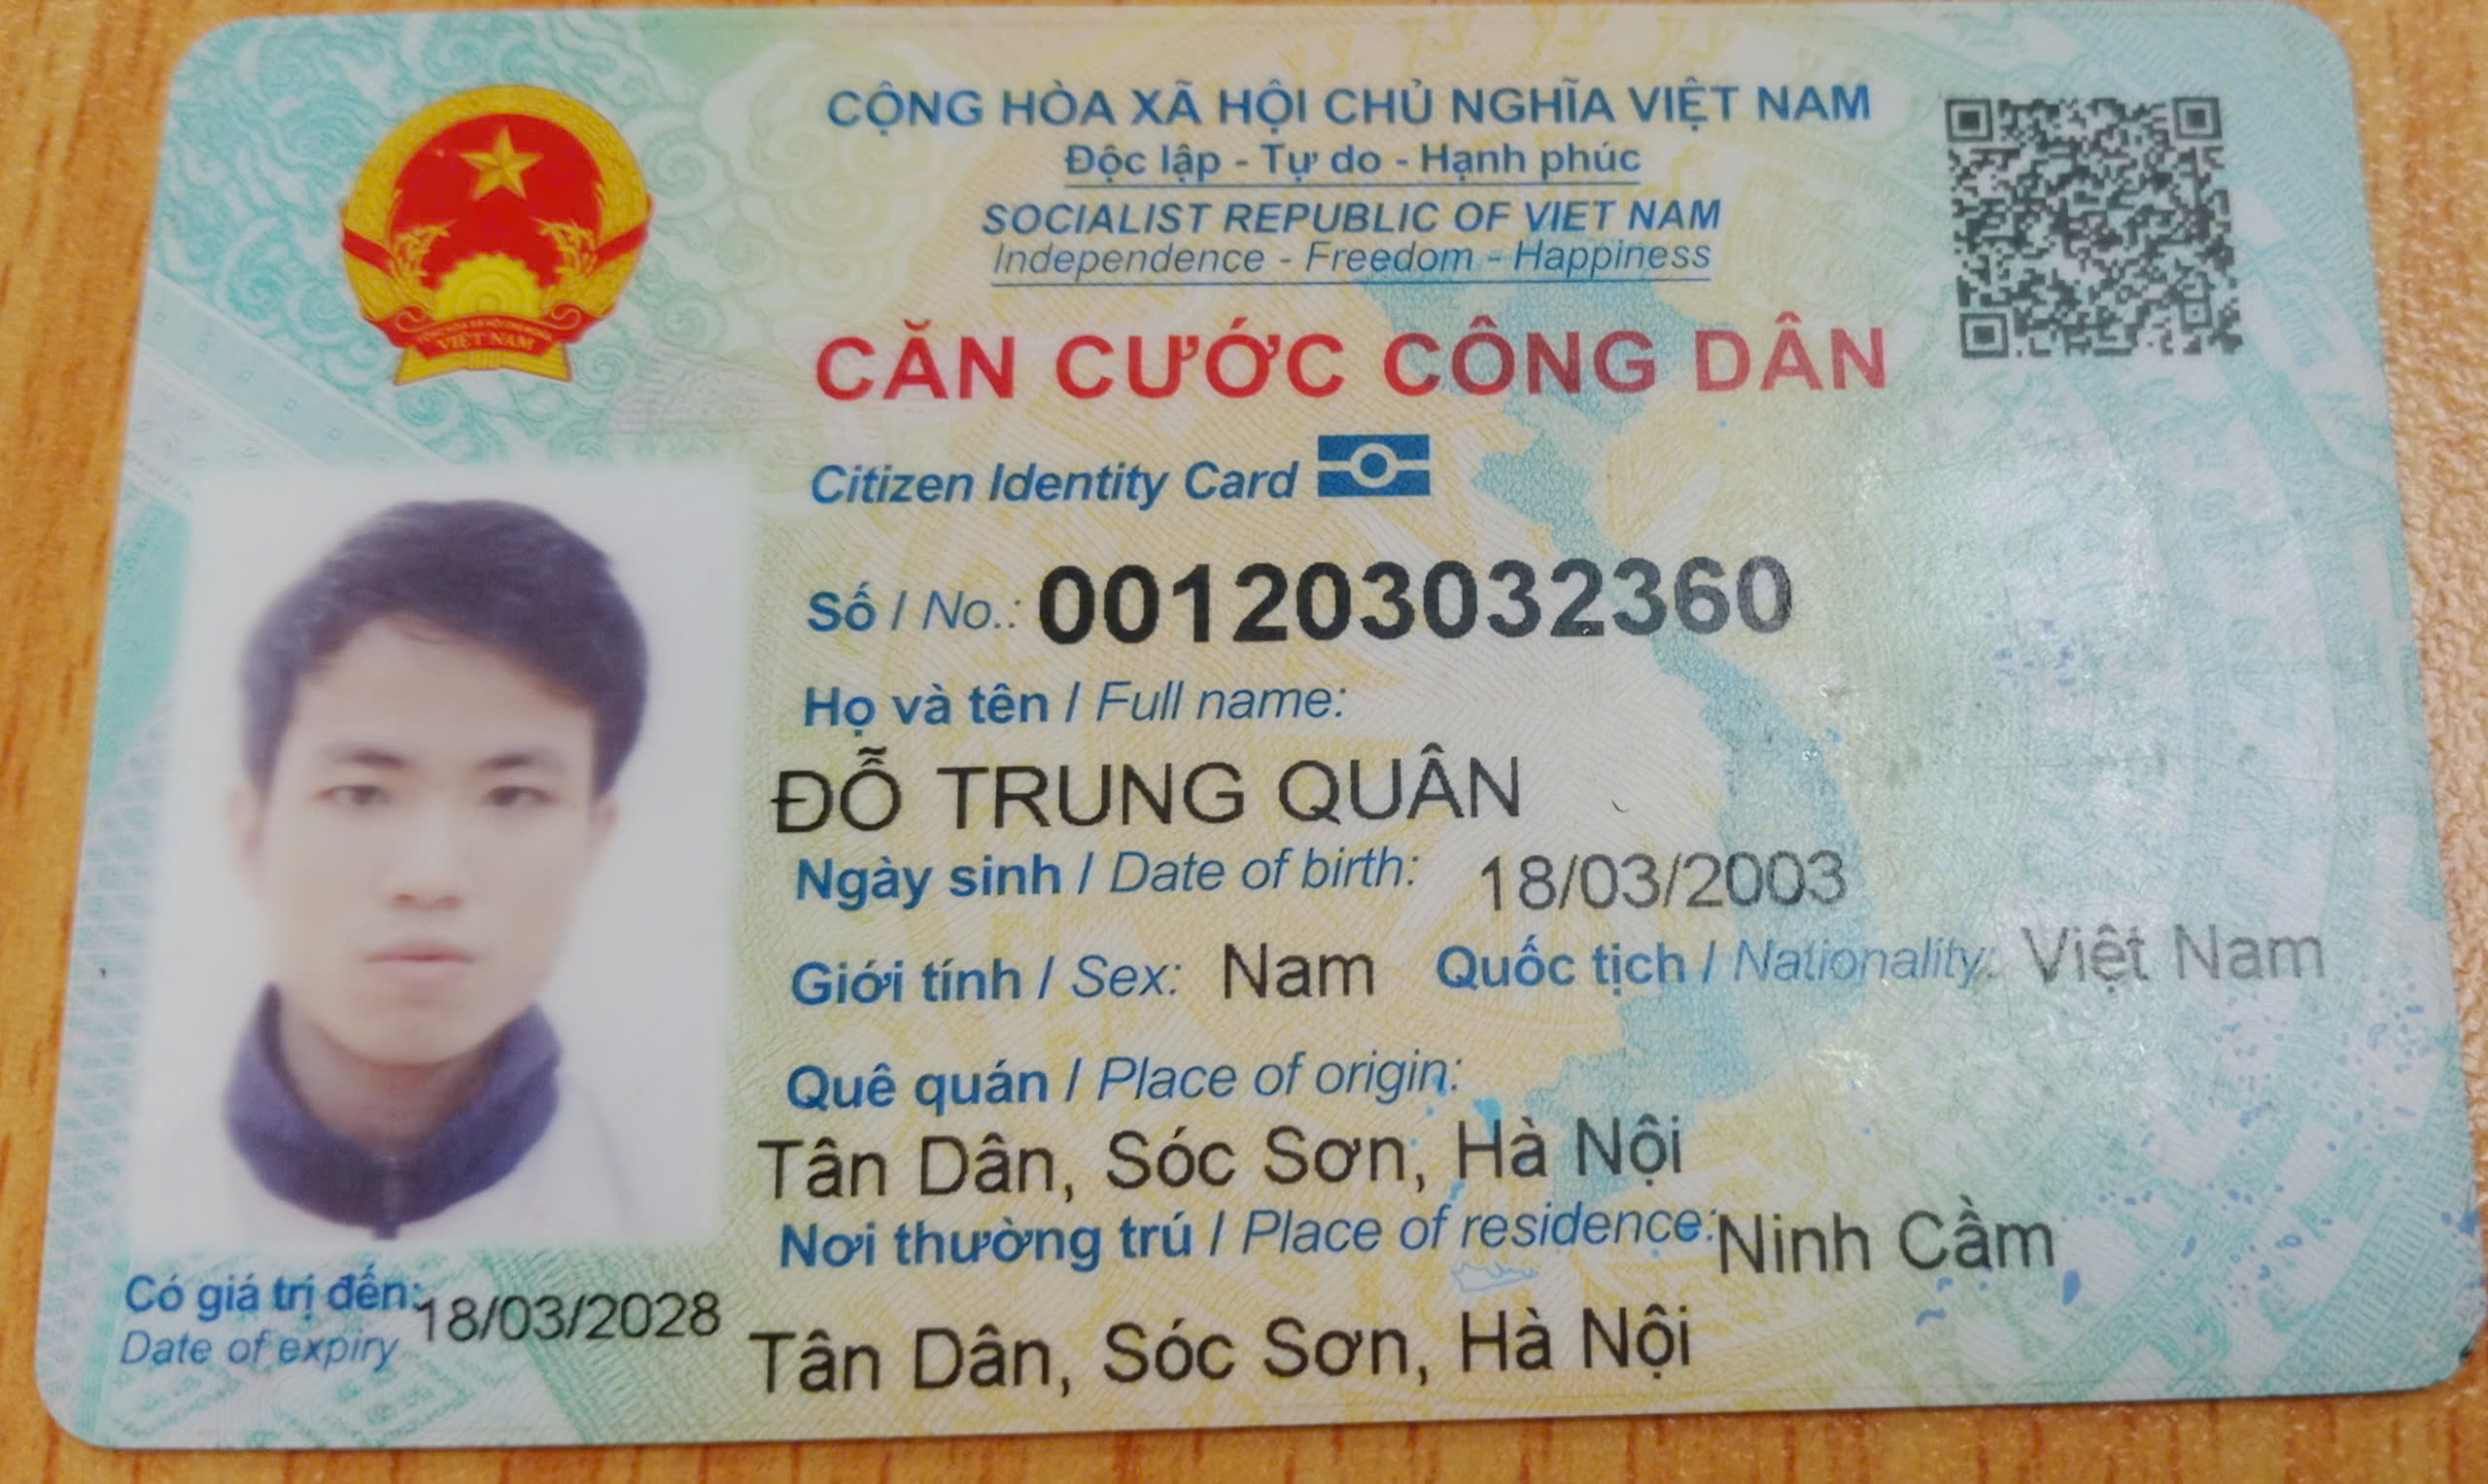 CỘNG HÒA XÃ HỘI CHỦ NGHĨA VIỆT NAM
Độc lập - Tự do - Hạnh phúc
SOCIALIST REPUBLIC OF VIET NAM
Independence - Freedom - Happiness
VIỆT NAM
CĂN CƯỚC CÔNG DÂN
Citizen Identity Card
Số / No.: 001203032360
Họ và tên / Full name:
ĐỖ TRUNG QUÂN
Ngày sinh / Date of birth: 18/03/2003
Giới tính / Sex: Nam Quốc tịch / Nationality: Việt Nam
Quê quán / Place of origin:
Tân Dân, Sóc Sơn, Hà Nội
Nơi thường trú / Place of residence: Ninh Cầm
Tân Dân, Sóc Sơn, Hà Nội
Có giá trị đến: 18/03/2028
Date of expiry